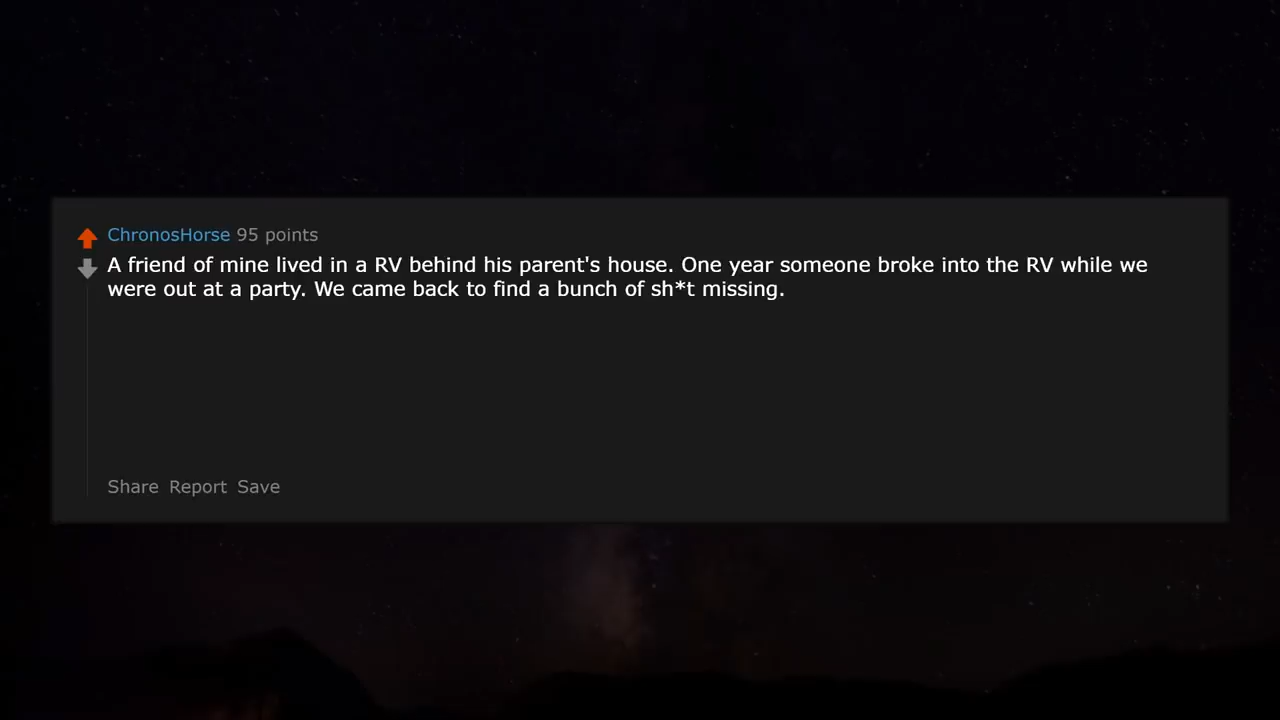 ChronosHorse 95 points
A friend of mine lived in a RV behind his parent's house. One year someone broke into the RV while we
were out at a party. We came back to find a bunch of sh*t missing.
Share Report Save